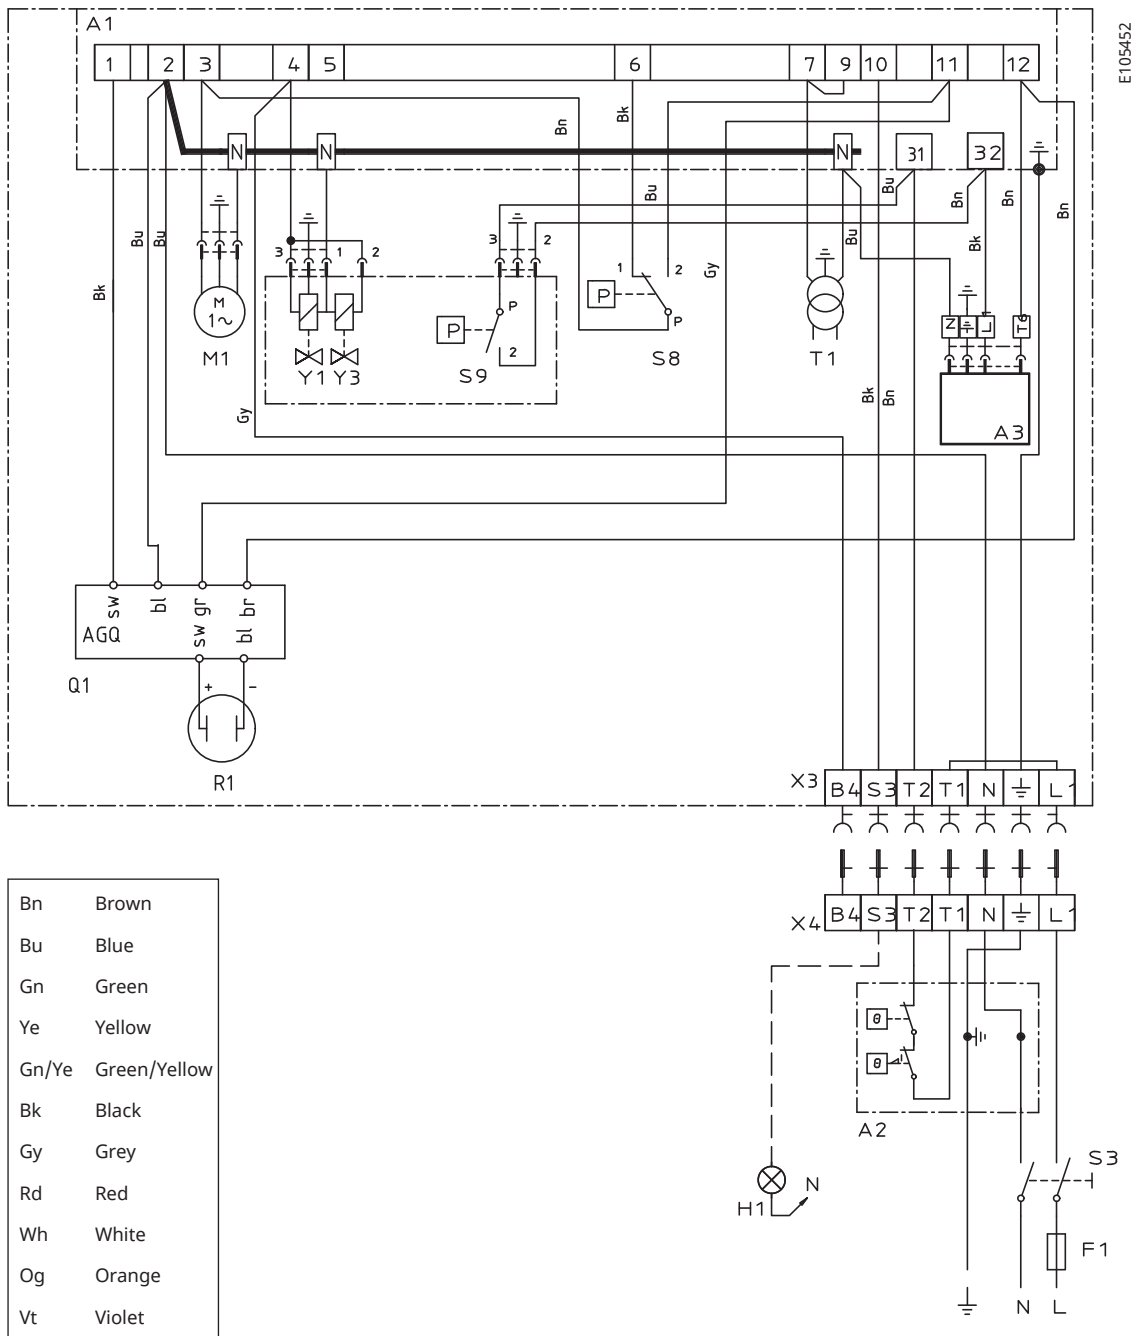 E105452
A1
1 2 3 4 5 6 7 9 10 11 12
Bn Bk
N N N 31 32
Bu Bu Bu Bu Bn Bn Bn
Bk
3 1 2 3 2 1 2
Gy
Bk
M
1~
M1
P P P P
2
Y1 Y3 S9 S8 T1
N L1 T6
Gy
Bk Bn
A3
sw bl gr br
AGQ
sw bl
Q1
+ -
R1
X3 B4 S3 T2 T1 N L1
X4 B4 S3 T2 T1 N L1
θ
θ
A2
H1 N
S3
F1
N L
Bn Brown
Bu Blue
Gn Green
Ye Yellow
Gn/Ye Green/Yellow
Bk Black
Gy Grey
Rd Red
Wh White
Og Orange
Vt Violet